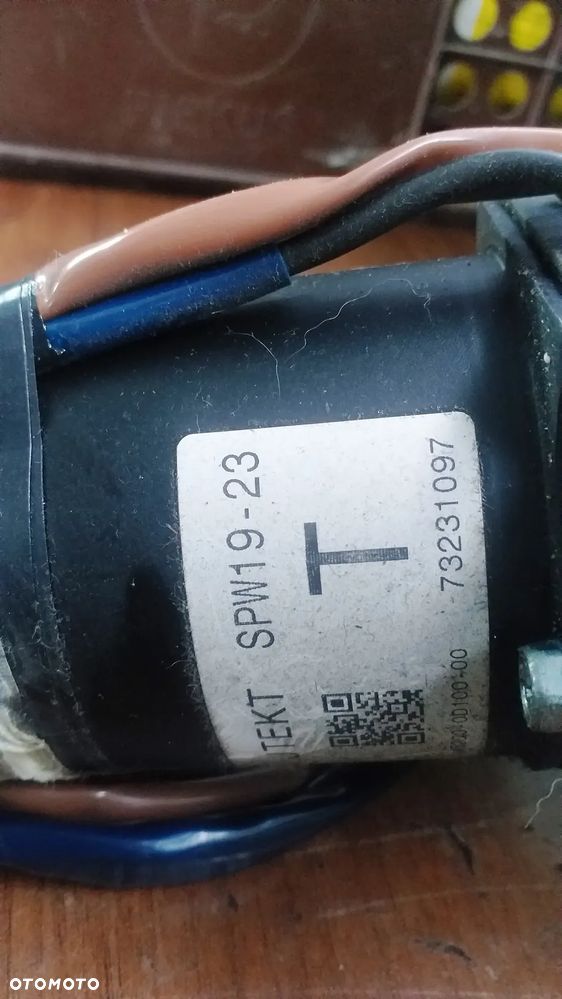 JTEKT SPW19-23
T
73231097
OTOMOTO